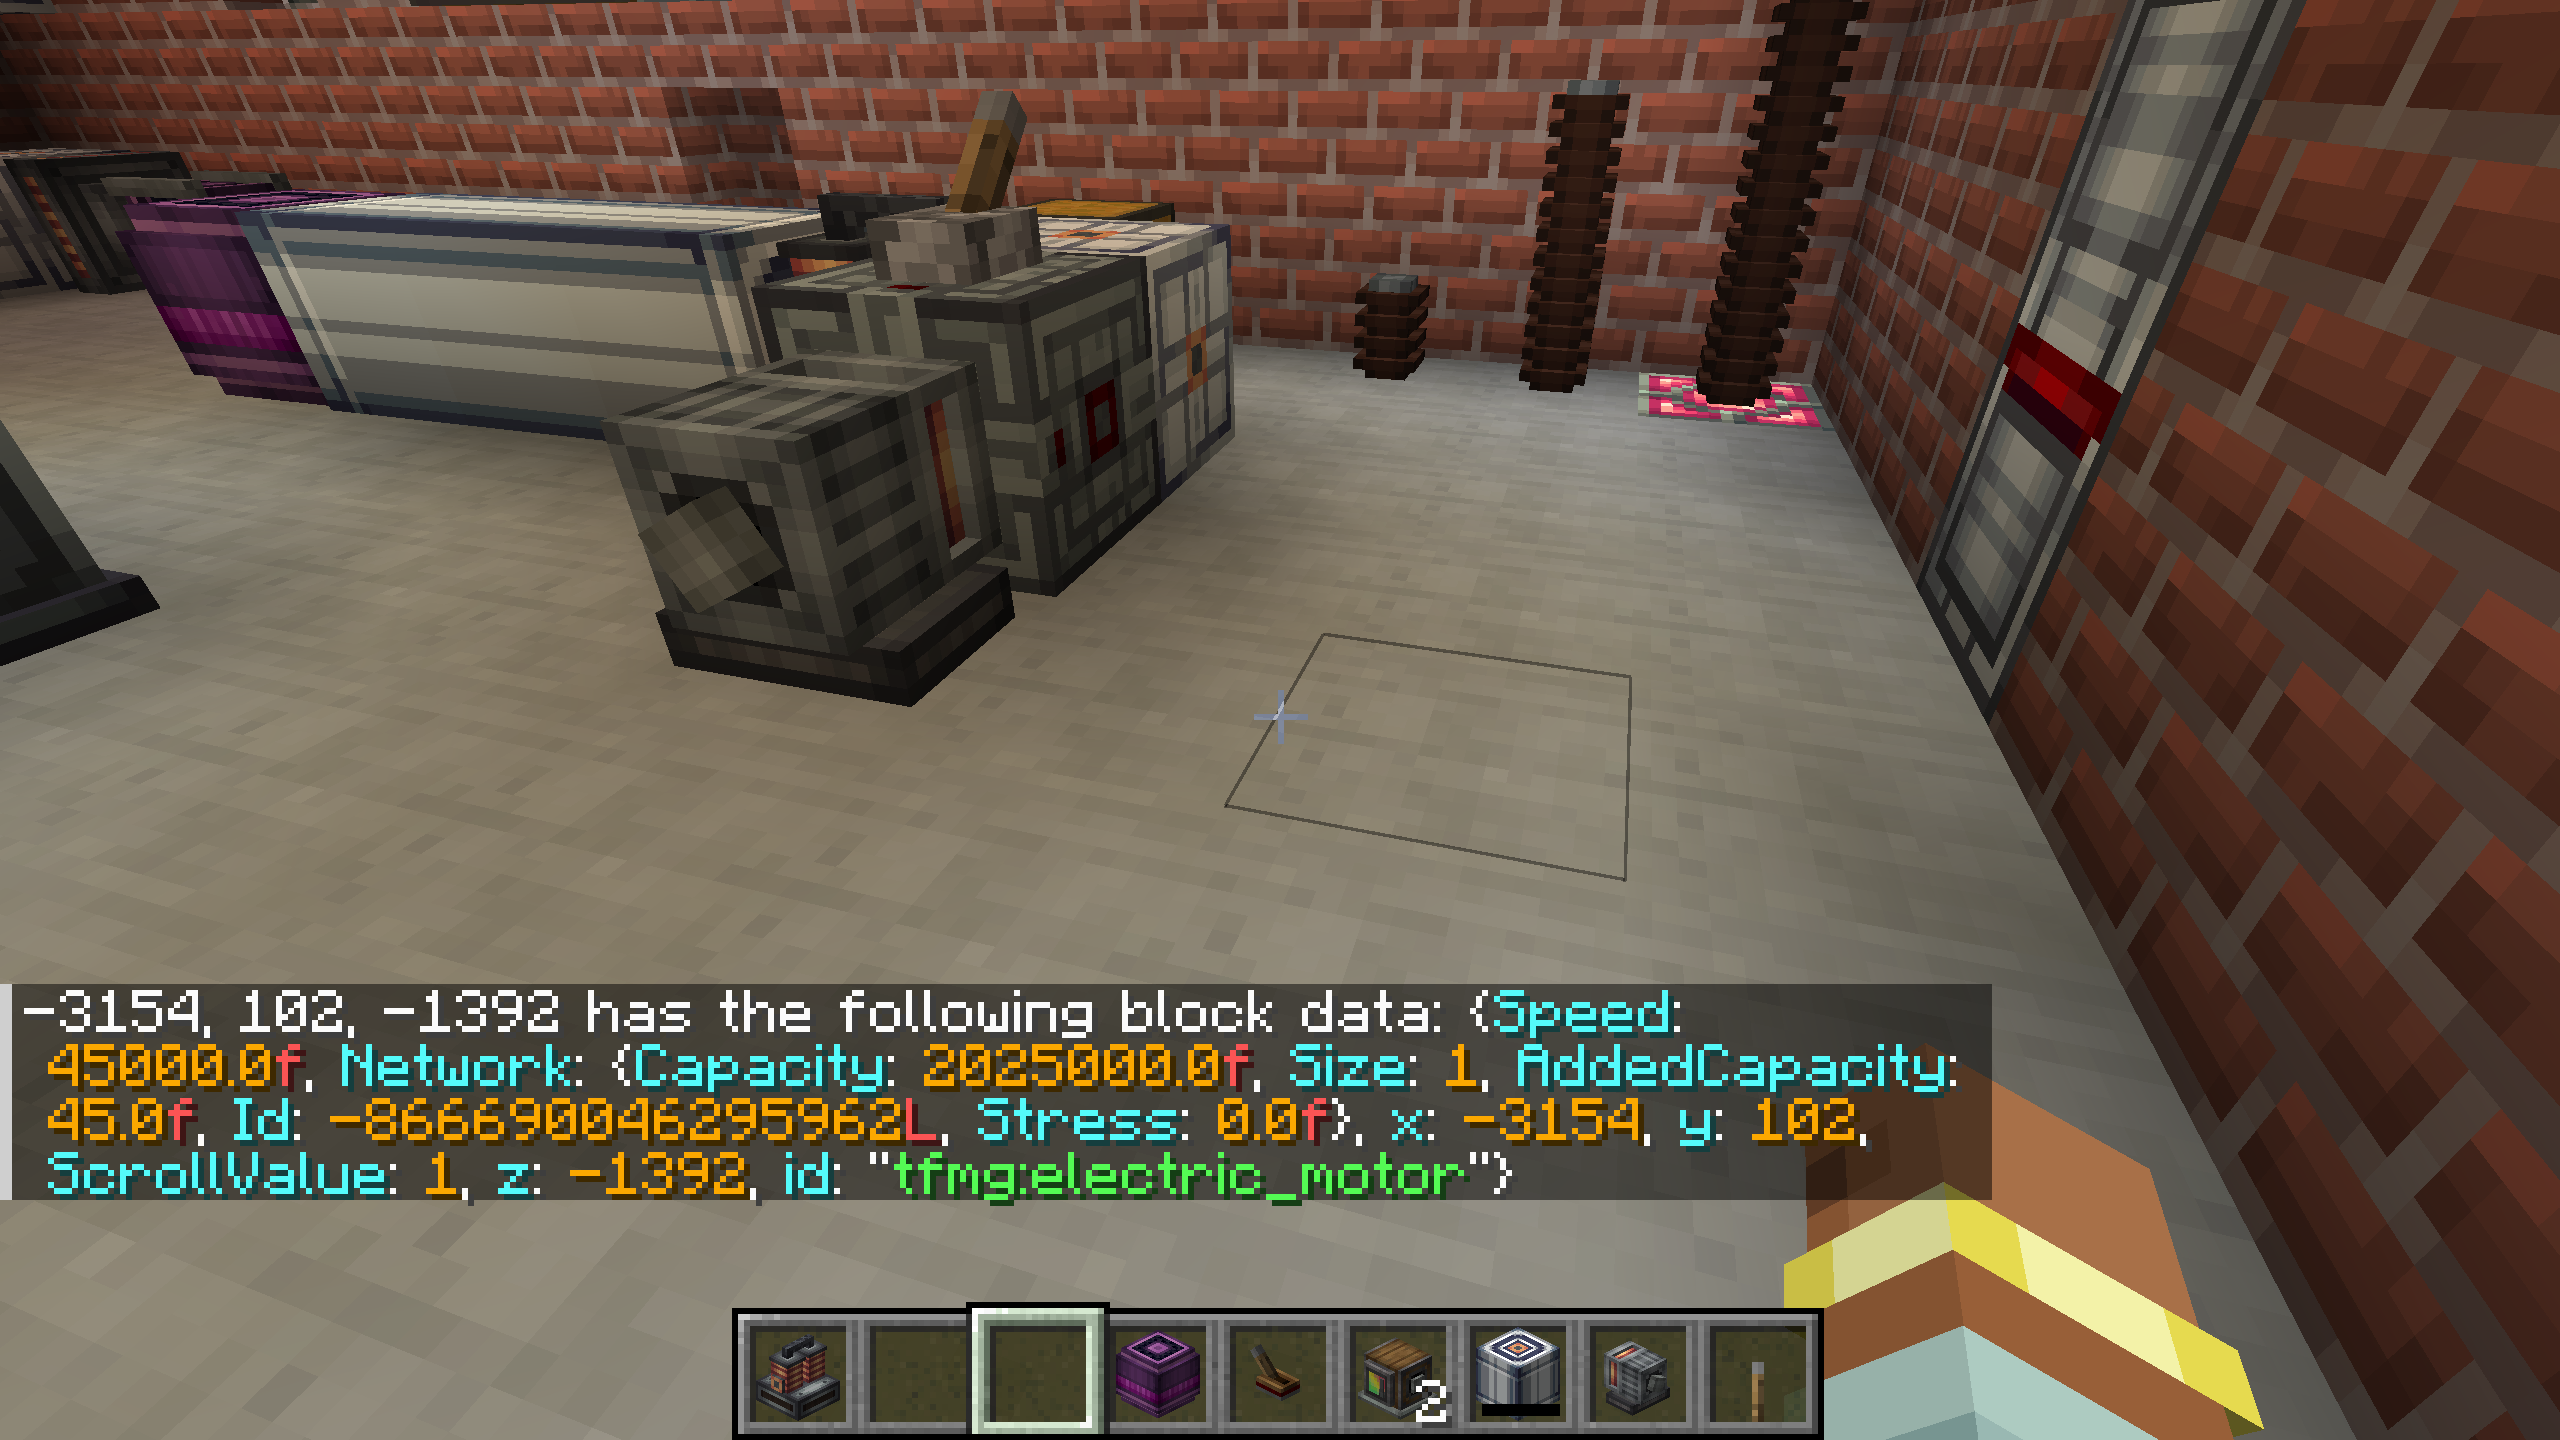 -3154, 102, -1392 has the following block data: {Speed:
45000.0f, Network: {Capacity: 2025000.0f, Size: 1, AddedCapacity:
45.0f, Id: -866690046295962L, Stress: 0.0f}, x: -3154, y: 102,
ScrollValue: 1, z: -1392, id: "tfmg:electric_motor"}
2